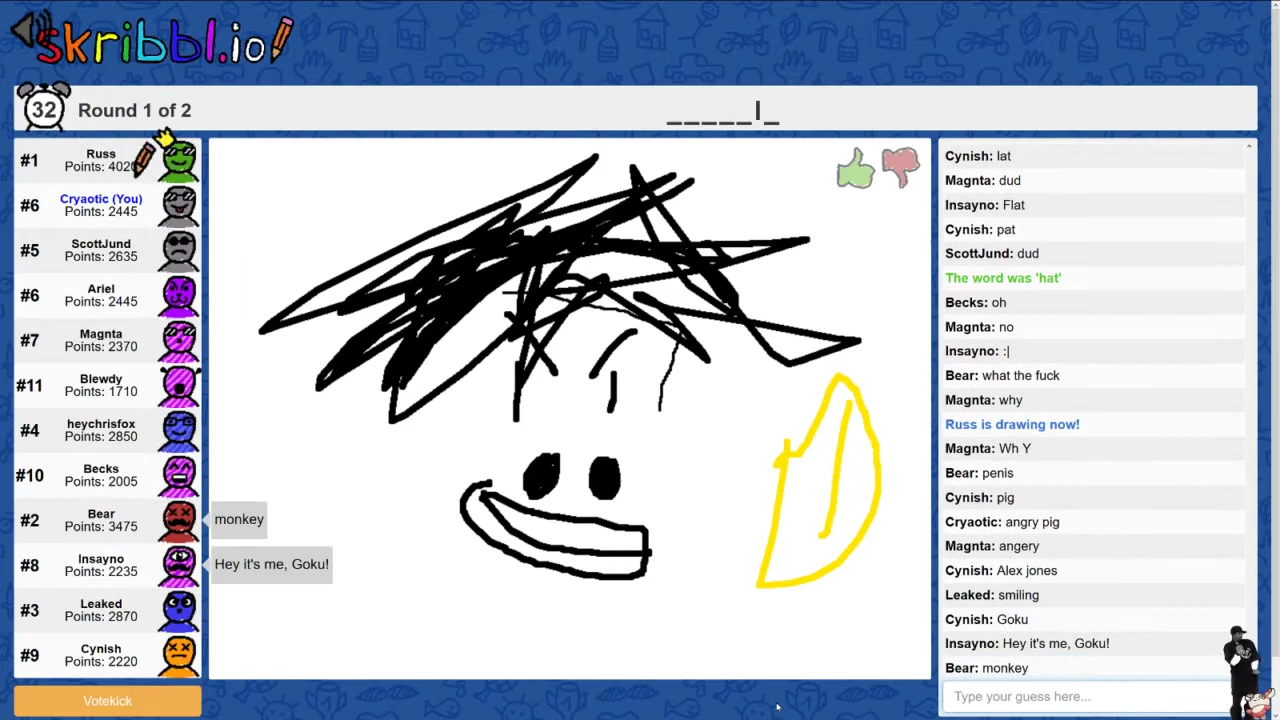 skribbl.io
32
Round 1 of 2
_____l_
#1
Russ
Points: 4020
#6
Cryaotic (You)
Points: 2445
#5
ScottJund
Points: 2635
#6
Ariel
Points: 2445
#7
Magnta
Points: 2370
#11
Blewdy
Points: 1710
#4
heychrisfox
Points: 2850
#10
Becks
Points: 2005
#2
Bear
Points: 3475
#8
Insayno
Points: 2235
#3
Leaked
Points: 2870
#9
Cynish
Points: 2220
Votekick
monkey
Hey it's me, Goku!
Cynish: lat
Magnta: dud
Insayno: Flat
Cynish: pat
ScottJund: dud
The word was 'hat'
Becks: oh
Magnta: no
Insayno: :|
Bear: what the fuck
Magnta: why
Russ is drawing now!
Magnta: Wh Y
Bear: penis
Cynish: pig
Cryaotic: angry pig
Magnta: angery
Cynish: Alex jones
Leaked: smiling
Cynish: Goku
Insayno: Hey it's me, Goku!
Bear: monkey
Type your guess here...